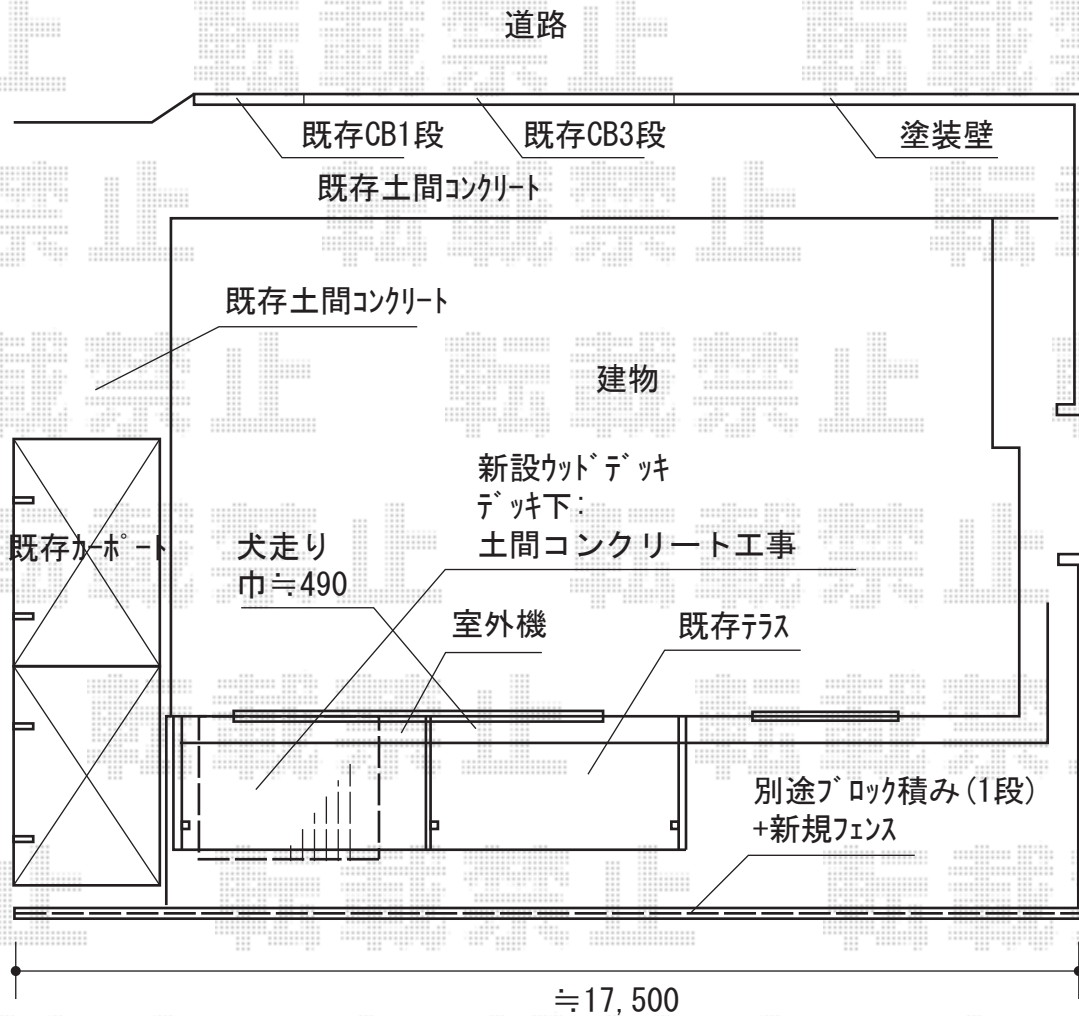 道路
既存CB1段
既存CB3段
塗装壁
既存土間コンクリート
既存土間コンクリート
建物
新設ウッドデッキ
デッキ下:
土間コンクリート工事
既存カーポート
犬走り
巾≒490
室外機
既存テラス
別途ブロック積み(1段)
+新規フェンス
≒17,500
転載禁止